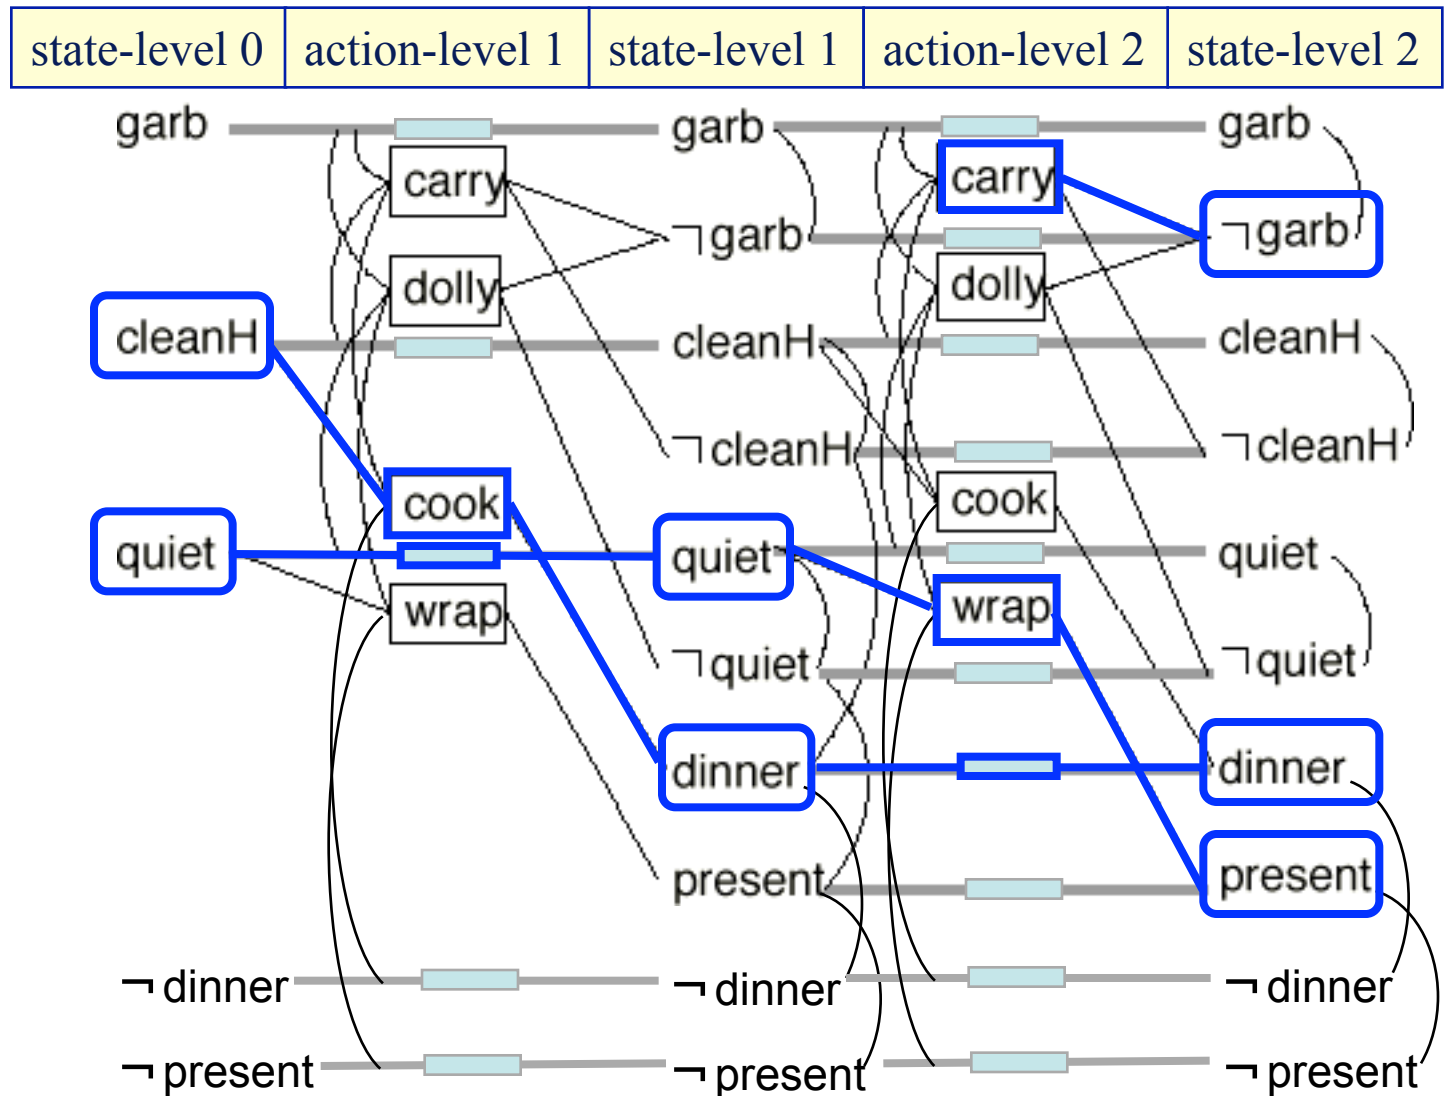 state-level 0 action-level 1 state-level 1 action-level 2 state-level 2
garb garb garb
carry carry
¬garb ¬garb
dolly dolly
cleanH cleanH cleanH
¬cleanH ¬cleanH
cook cook
quiet quiet quiet
wrap wrap
¬quiet ¬quiet
dinner dinner
present present
¬ dinner ¬ dinner ¬ dinner
¬ present ¬ present ¬ present